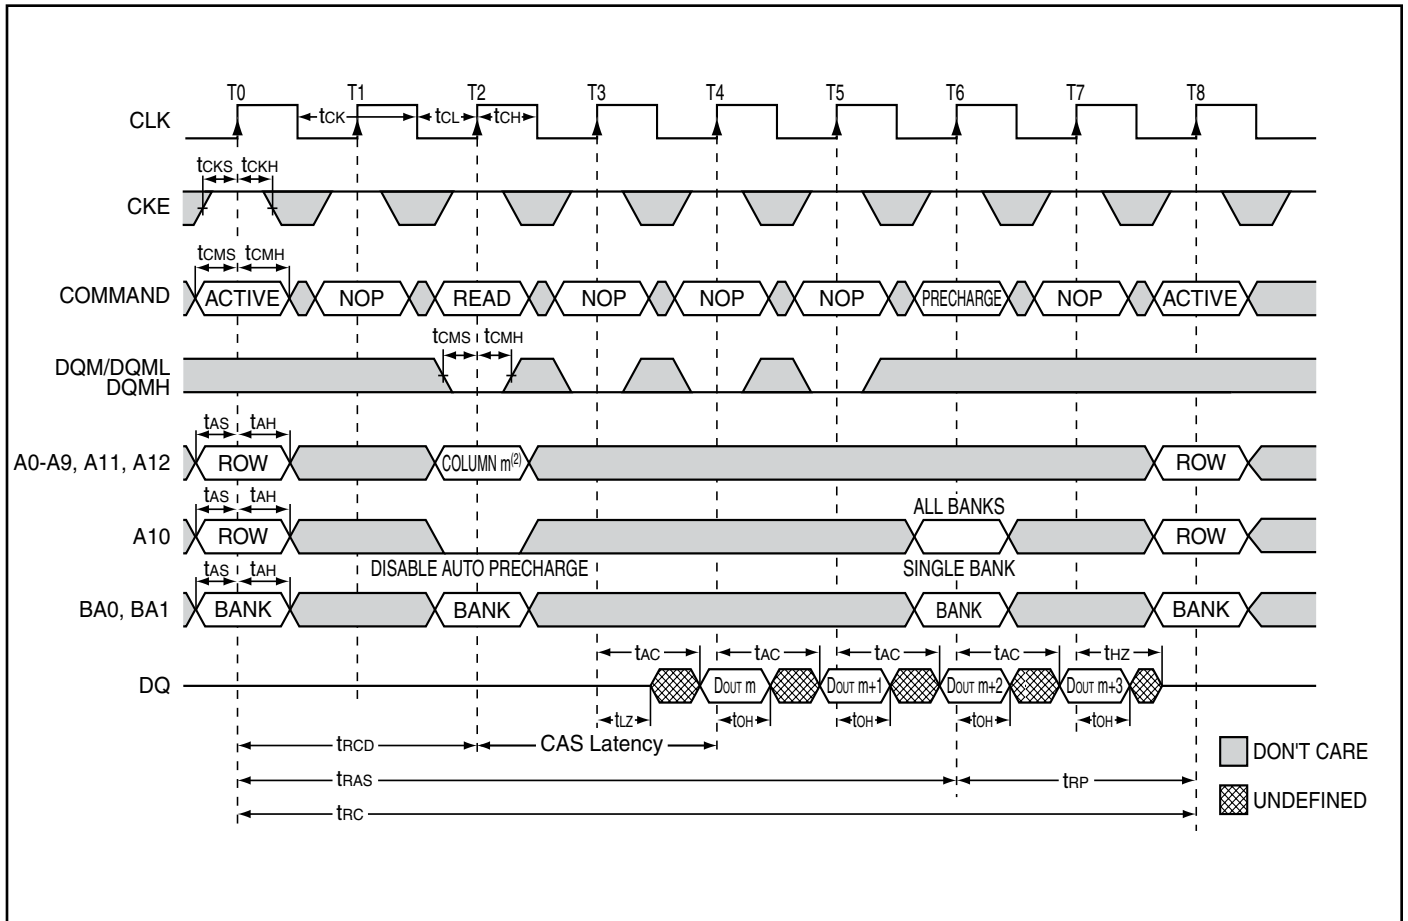 T0 T1 T2 T3 T4 T5 T6 T7 T8
CLK tCK tCL tCH
tCKS tCKH
CKE
tCMS tCMH
COMMAND ACTIVE NOP READ NOP NOP NOP PRECHARGE NOP ACTIVE
tCMS tCMH
DQM/DQML
DQMH
tAS tAH
A0-A9, A11, A12 ROW COLUMN m(2) ROW
tAS tAH ALL BANKS
A10 ROW ROW
tAS tAH DISABLE AUTO PRECHARGE SINGLE BANK
BA0, BA1 BANK BANK BANK BANK
tAC tAC tAC tAC tHZ
DQ DOUT m DOUT m+1 DOUT m+2 DOUT m+3
tLZ tOH tOH tOH tOH
tRCD CAS Latency
DON'T CARE
tRAS tRP
UNDEFINED
tRC